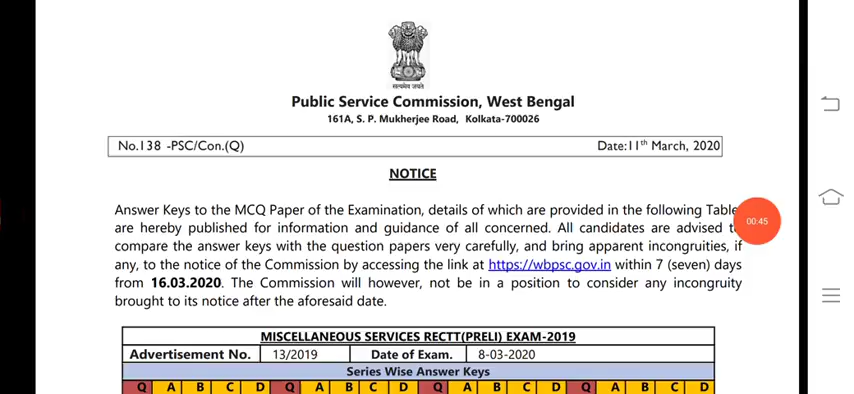 सत्यमेव जयते
Public Service Commission, West Bengal
161A, S. P. Mukherjee Road, Kolkata-700026
No.138 -PSC/Con.(Q) Date:11th March, 2020
NOTICE
Answer Keys to the MCQ Paper of the Examination, details of which are provided in the following Table
are hereby published for information and guidance of all concerned. All candidates are advised
00:45
compare the answer keys with the question papers very carefully, and bring apparent incongruities, if
any, to the notice of the Commission by accessing the link at https://wbpsc.gov.in within 7 (seven) days
from 16.03.2020. The Commission will however, not be in a position to consider any incongruity
brought to its notice after the aforesaid date.
MISCELLANEOUS SERVICES RECTT(PRELI) EXAM-2019
Advertisement No. 13/2019 Date of Exam. 8-03-2020
Series Wise Answer Keys
Q A B C D Q A B C D Q A B C D Q A B C D